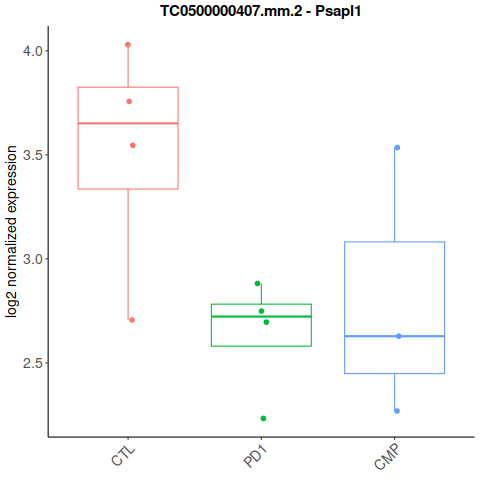 TC0500000407.mm.2 - Psapl1
log2 normalized expression
4.0
3.5
3.0
2.5
CTL
PD1
CMP